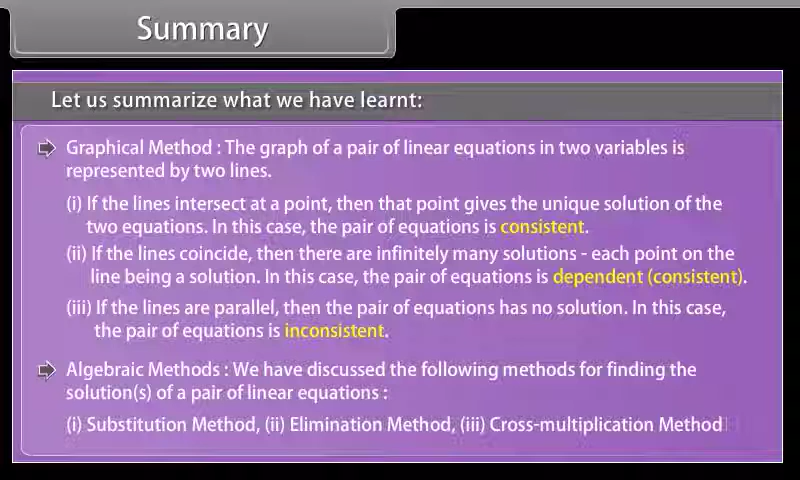 Summary
Let us summarize what we have learnt:
Graphical Method : The graph of a pair of linear equations in two variables is
represented by two lines.
(i) If the lines intersect at a point, then that point gives the unique solution of the
two equations. In this case, the pair of equations is consistent.
(ii) If the lines coincide, then there are infinitely many solutions - each point on the
line being a solution. In this case, the pair of equations is dependent (consistent).
(iii) If the lines are parallel, then the pair of equations has no solution. In this case,
the pair of equations is inconsistent.
Algebraic Methods : We have discussed the following methods for finding the
solution(s) of a pair of linear equations :
(i) Substitution Method, (ii) Elimination Method, (iii) Cross-multiplication Method